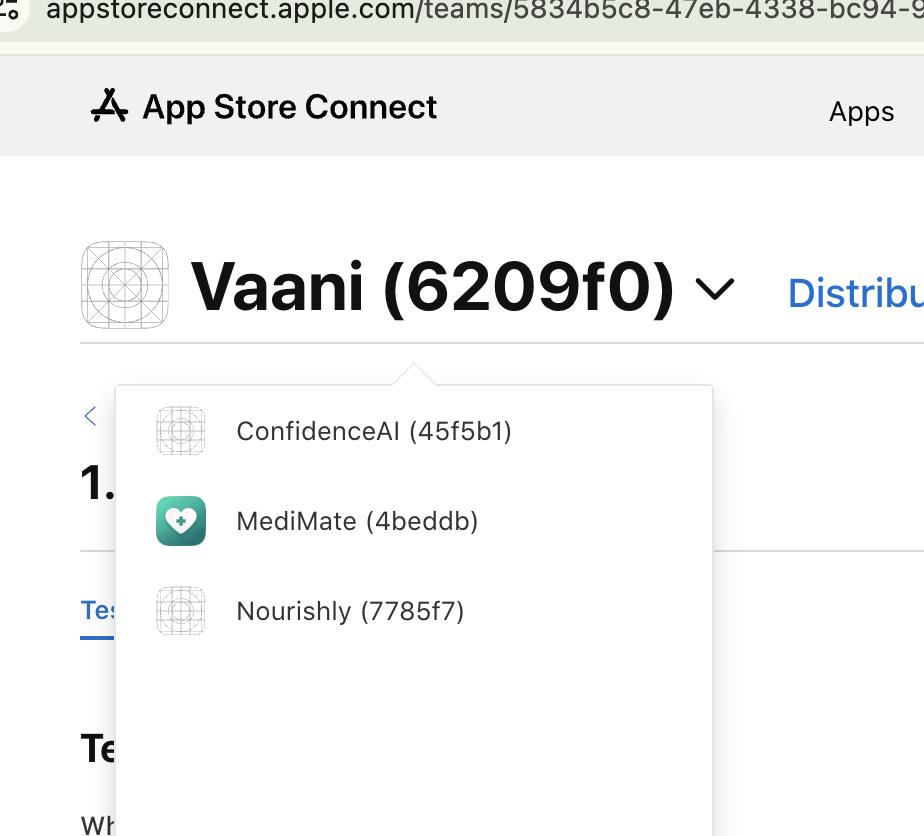 appstoreconnect.apple.com/teams/5834b5c8-47eb-4338-bc94-9
App Store Connect
Apps
Vaani (6209f0)
Distribu
ConfidenceAI (45f5b1)
1.
MediMate (4beddb)
Nourishly (7785f7)
Tes
Te
Wh